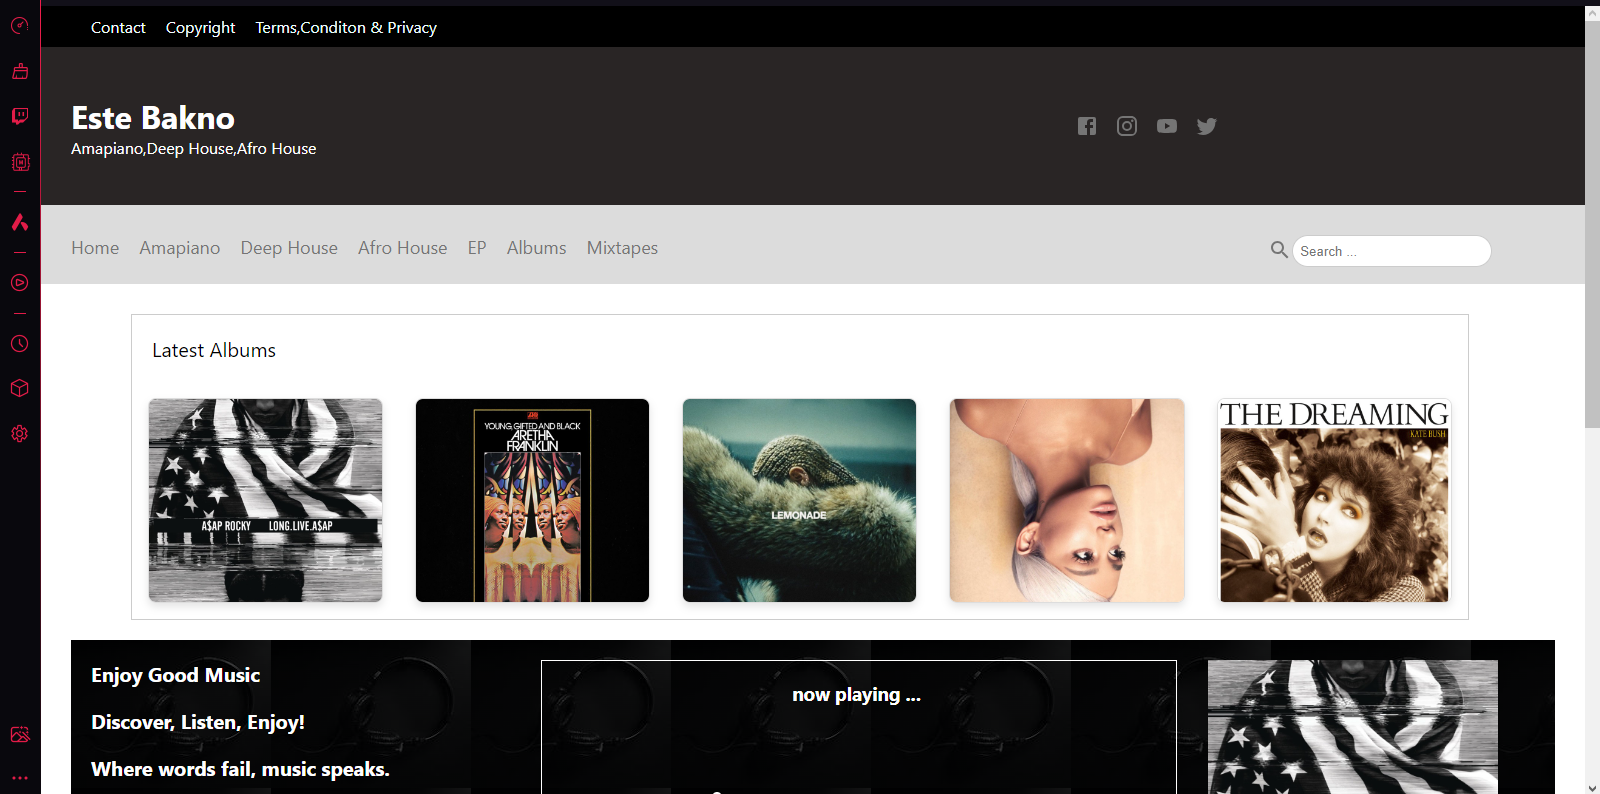 Contact Copyright Terms,Conditon & Privacy
Este Bakno
Amapiano,Deep House,Afro House
Home Amapiano Deep House Afro House EP Albums Mixtapes Search ...
Latest Albums
A$AP ROCKY LONG.LIVE.A$AP
YOUNG, GIFTED AND BLACK
ARETHA
FRANKLIN
LEMONADE
THE DREAMING
KATE BUSH
Enjoy Good Music
now playing ...
Discover, Listen, Enjoy!
Where words fail, music speaks.